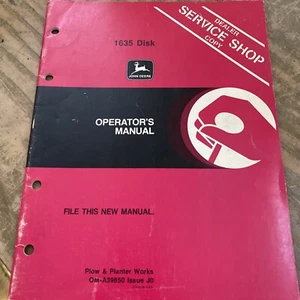 1635 Disk
DEALER
SERVICE SHOP
COPY
JOHN DEERE
OPERATOR'S
MANUAL
FILE THIS NEW MANUAL.
Plow & Planter Works
OM-A39850 Issue J0